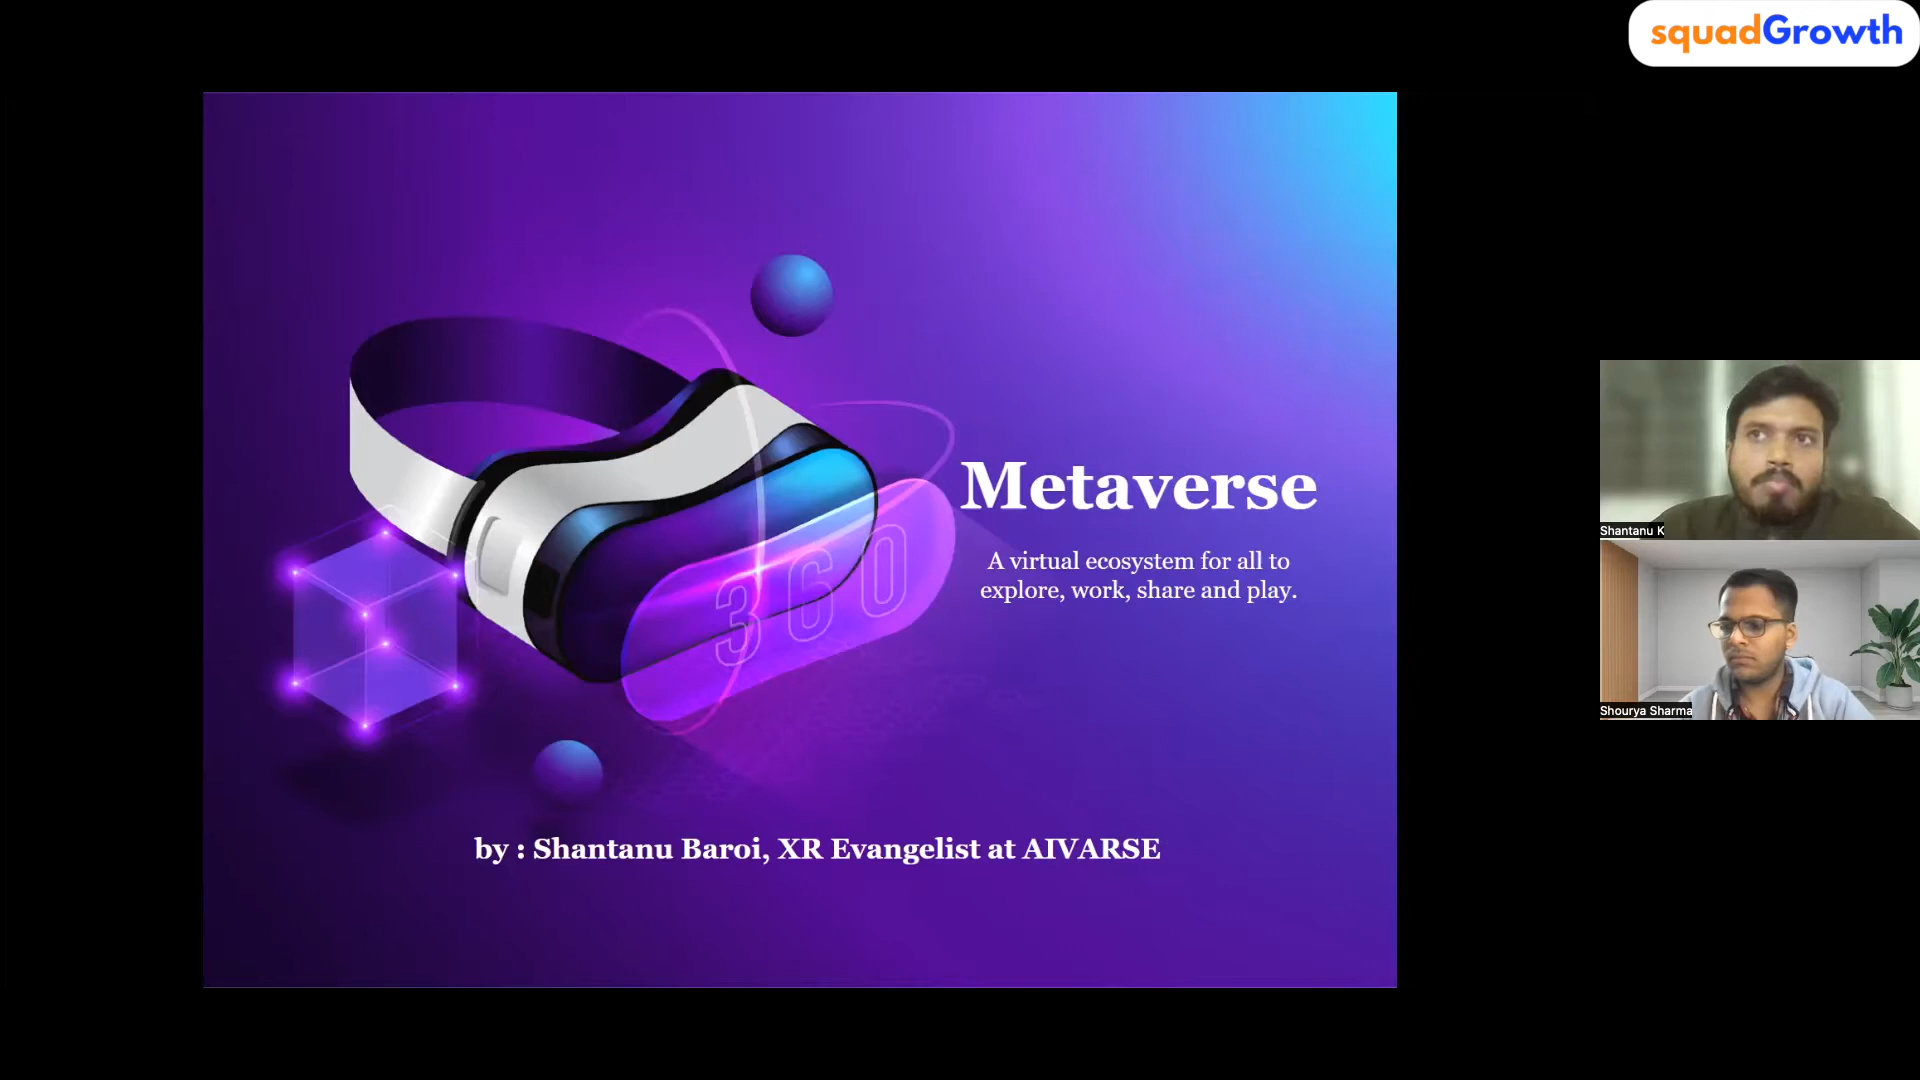 squadGrowth
Metaverse
A virtual ecosystem for all to
explore, work, share and play.
360
by : Shantanu Baroi, XR Evangelist at AIVARSE
Shantanu K
Shourya Sharma